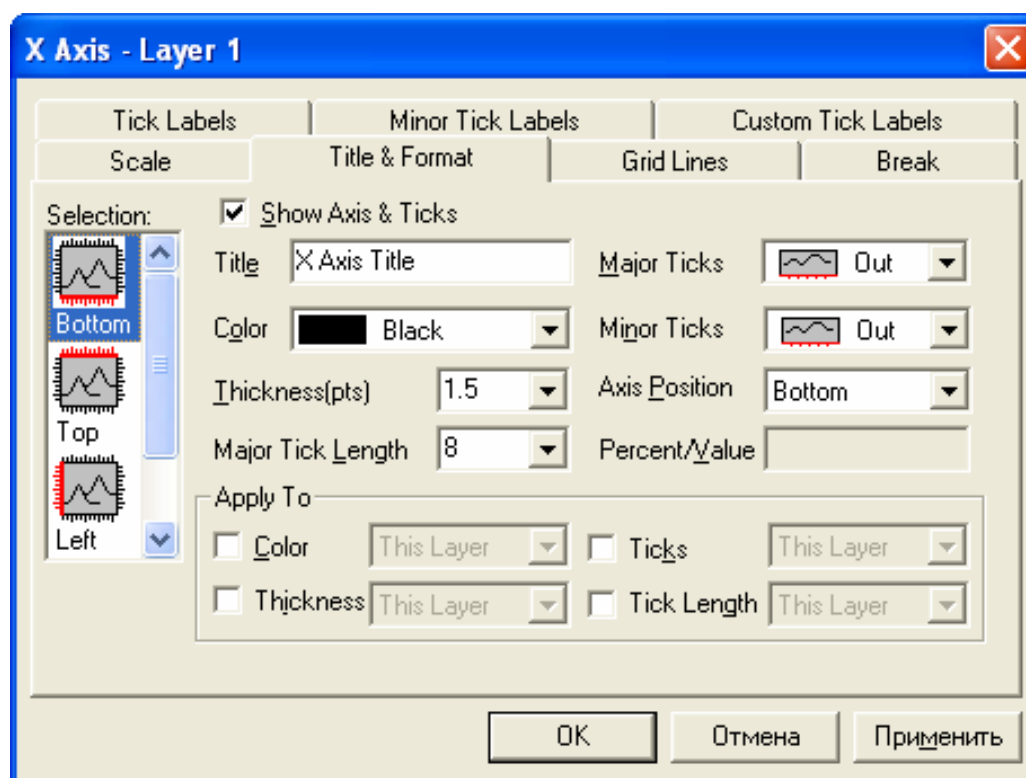 X Axis - Layer 1
Tick Labels
Minor Tick Labels
Custom Tick Labels
Scale
Title & Format
Grid Lines
Break
Selection:
Bottom
Top
Left
Show Axis & Ticks
Title
X Axis Title
Major Ticks
Out
Color
Black
Minor Ticks
Out
Thickness(pts)
1.5
Axis Position
Bottom
Major Tick Length
8
Percent/Value
Apply To
Color
This Layer
Ticks
This Layer
Thickness
This Layer
Tick Length
This Layer
OK
Отмена
Применить